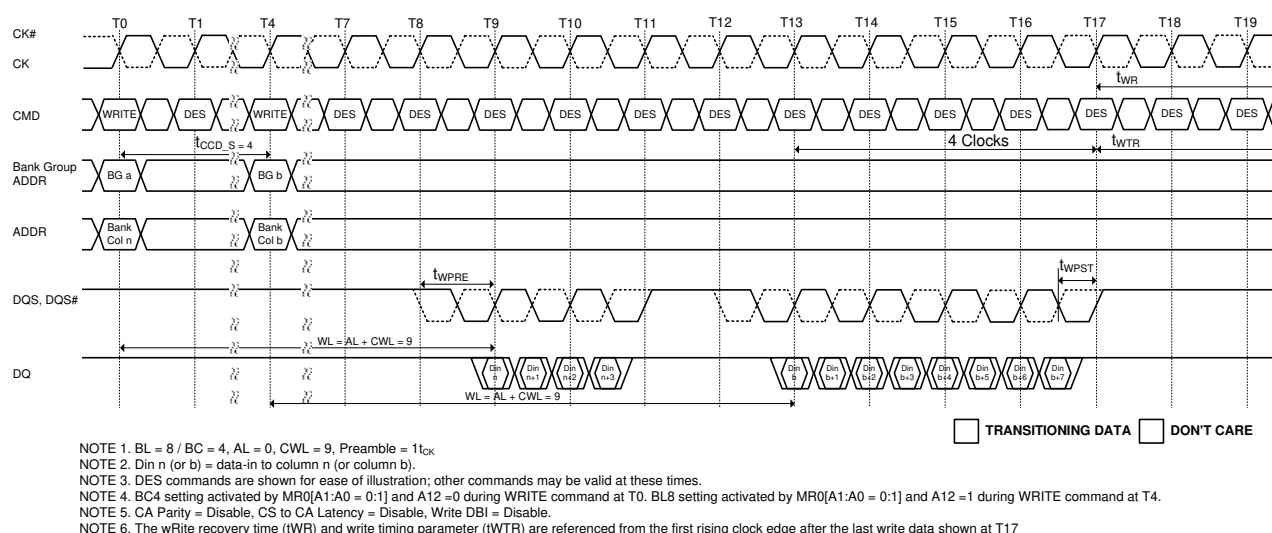 T0 T1 T4 T7 T8 T9 T10 T11 T12 T13 T14 T15 T16 T17 T18 T19
CK#
CK
tWR
CMD WRITE DES WRITE DES DES DES DES DES DES DES DES DES DES DES DES DES
tCCD_S = 4
4 Clocks
tWTR
Bank Group
ADDR
BG a BG b
ADDR
Bank
Col n
Bank
Col b
tWPRE
tWPST
DQS, DQS#
WL = AL + CWL = 9
DQ
Din
n
Din
n+1
Din
n+2
Din
n+3
Din
b
Din
b+1
Din
b+2
Din
b+3
Din
b+4
Din
b+5
Din
b+6
Din
b+7
WL = AL + CWL = 9
TRANSITIONING DATA DON'T CARE
NOTE 1. BL = 8 / BC = 4, AL = 0, CWL = 9, Preamble = 1tCK
NOTE 2. Din n (or b) = data-in to column n (or column b).
NOTE 3. DES commands are shown for ease of illustration; other commands may be valid at these times.
NOTE 4. BC4 setting activated by MR0[A1:A0 = 0:1] and A12 =0 during WRITE command at T0. BL8 setting activated by MR0[A1:A0 = 0:1] and A12 =1 during WRITE command at T4.
NOTE 5. CA Parity = Disable, CS to CA Latency = Disable, Write DBI = Disable.
NOTE 6. The wRite recovery time (tWR) and write timing parameter (tWTR) are referenced from the first rising clock edge after the last write data shown at T17